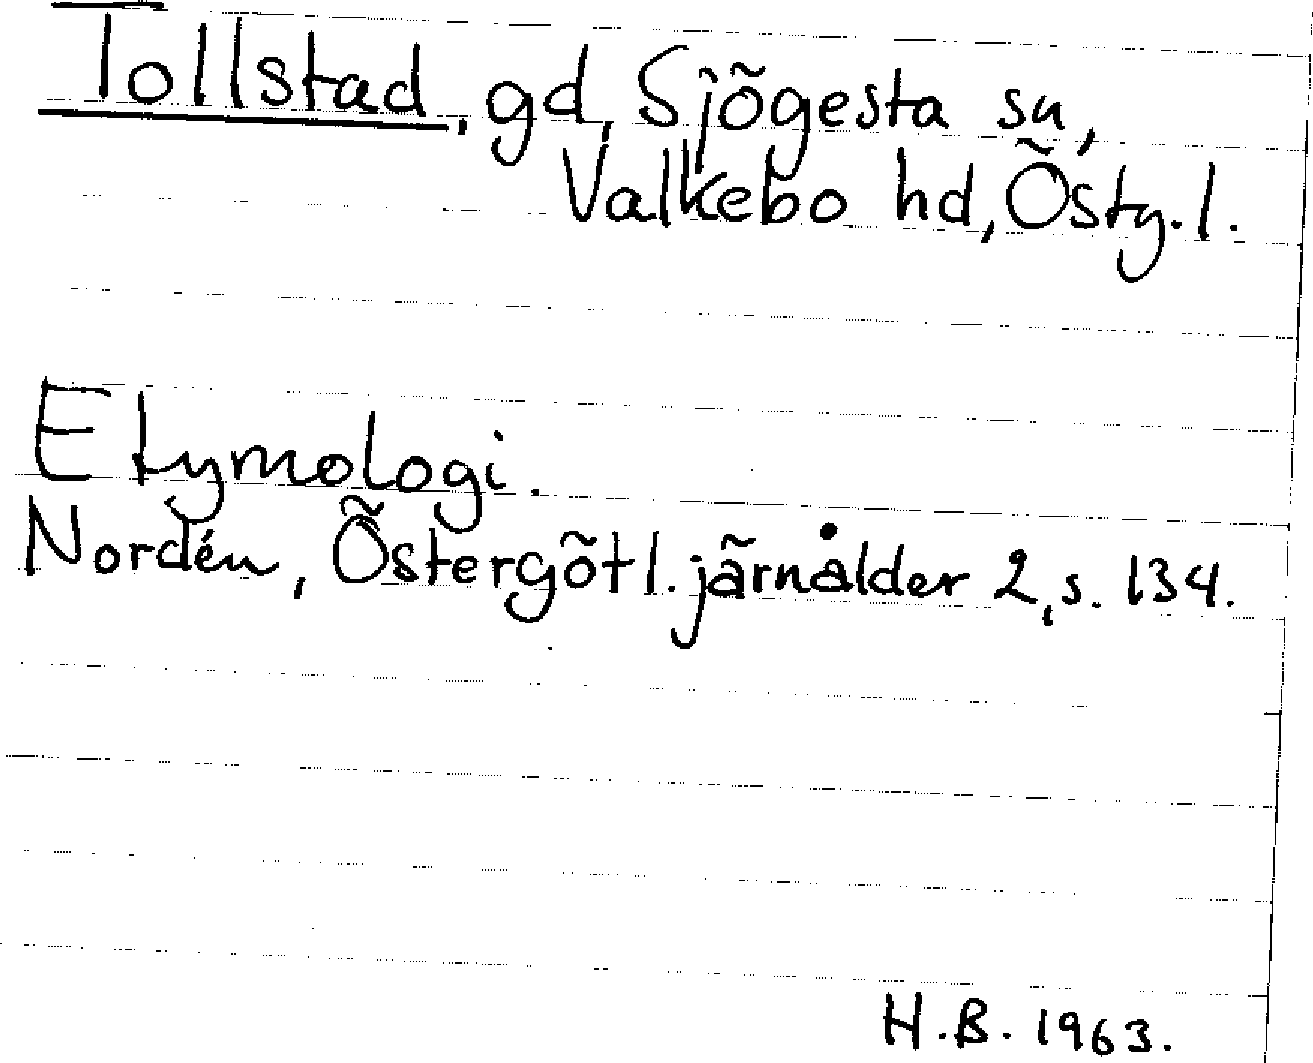 Tollstad, gd, Sjögesta sn,
Valkebo hd, Östg. l.
Etymologi.
Nordén, Östergötl. järnålder 2, s. 134.
H.B. 1963.